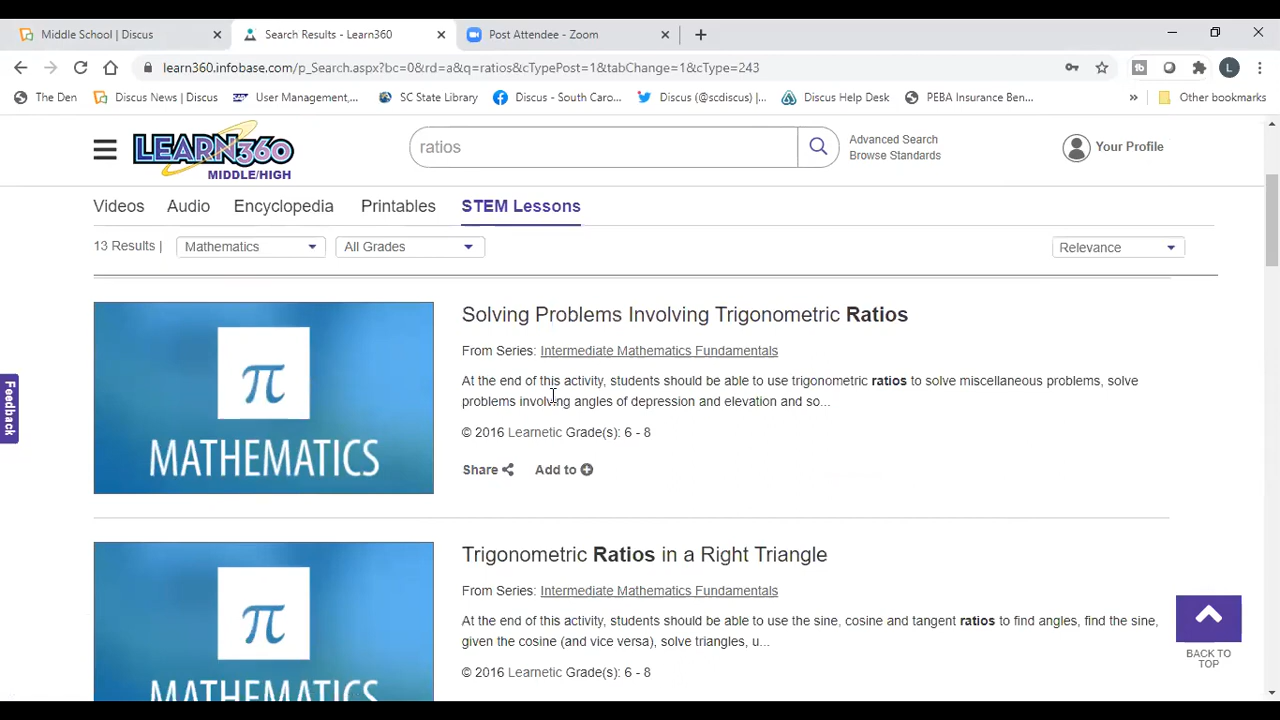 Middle School | Discus
Search Results - Learn360
Post Attendee - Zoom
learn360.infobase.com/p_Search.aspx?bc=0&rd=a&q=ratios&cTypePost=1&tabChange=1&cType=243
L
The Den
Discus News | Discus
User Management,...
SC State Library
Discus - South Caro...
Discus (@scdiscus) |...
Discus Help Desk
PEBA Insurance Ben...
»
Other bookmarks
LEARN360
MIDDLE/HIGH
ratios
Advanced Search
Browse Standards
Your Profile
Videos Audio Encyclopedia Printables STEM Lessons
13 Results | Mathematics All Grades Relevance
Feedback
π
MATHEMATICS
Solving Problems Involving Trigonometric Ratios
From Series: Intermediate Mathematics Fundamentals
At the end of this activity, students should be able to use trigonometric ratios to solve miscellaneous problems, solve
problems involving angles of depression and elevation and so...
© 2016 Learnetic Grade(s): 6 - 8
Share Add to
π
MATHEMATICS
Trigonometric Ratios in a Right Triangle
From Series: Intermediate Mathematics Fundamentals
At the end of this activity, students should be able to use the sine, cosine and tangent ratios to find angles, find the sine,
given the cosine (and vice versa), solve triangles, u...
© 2016 Learnetic Grade(s): 6 - 8
BACK TO
TOP